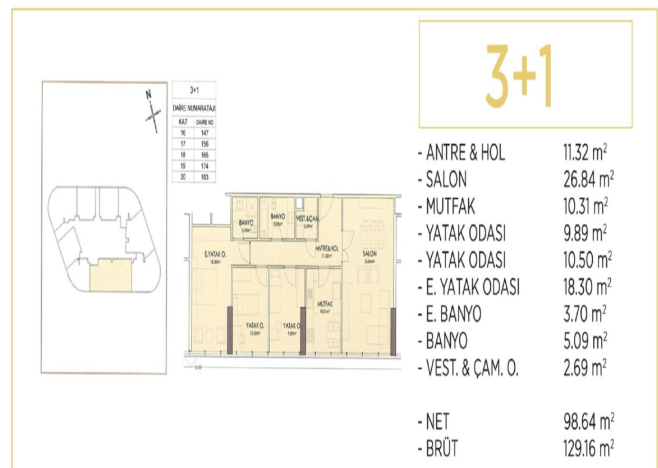 3+1
- ANTRE & HOL 11.32 m²
- SALON 26.84 m²
- MUTFAK 10.31 m²
- YATAK ODASI 9.89 m²
- YATAK ODASI 10.50 m²
- E. YATAK ODASI 18.30 m²
- E. BANYO 3.70 m²
- BANYO 5.09 m²
- VEST. & ÇAM. O. 2.69 m²
- NET 98.64 m²
- BRÜT 129.16 m²
N
3+1
DAİRE NUMARATAJI
KAT DAİRE NO
16 147
17 156
18 165
19 174
20 183
BANYO
BANYO
VEST.&ÇAM.
E.YATAK O.
ANTRE&HOL
SALON
YATAK O.
YATAK O.
MUTFAK